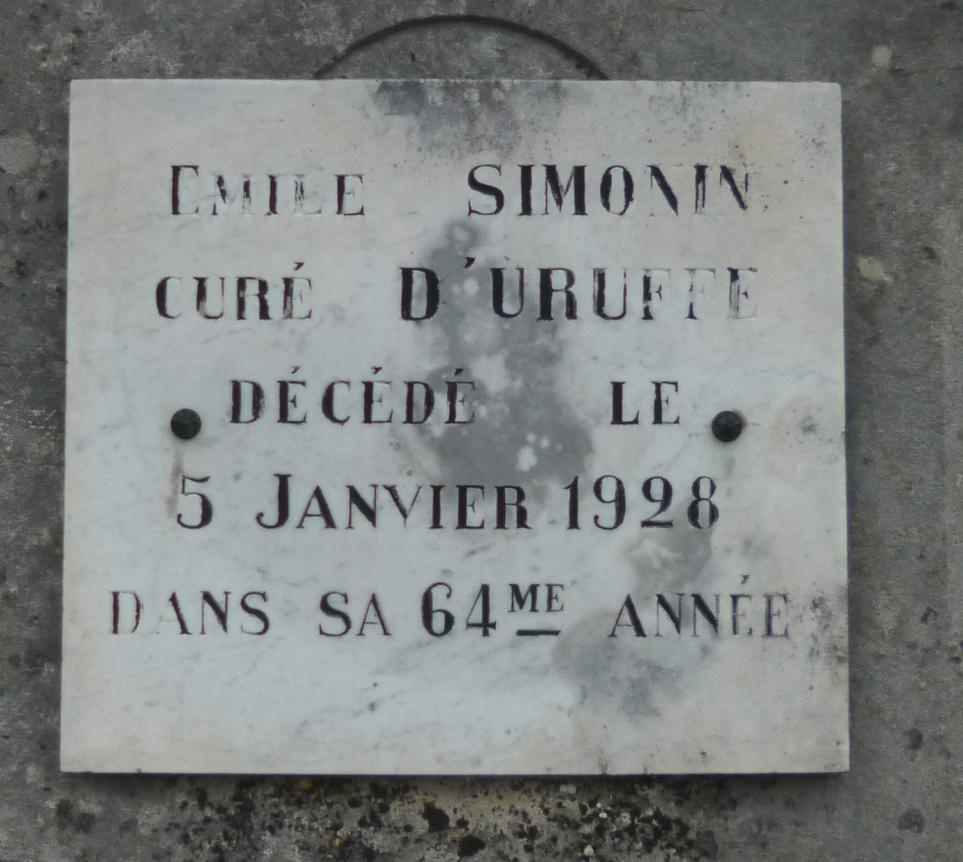 EMILE SIMONIN
CURÉ D'URUFFE
DÉCÉDÉ LE
5 JANVIER 1928
DANS SA 64ME ANNÉE